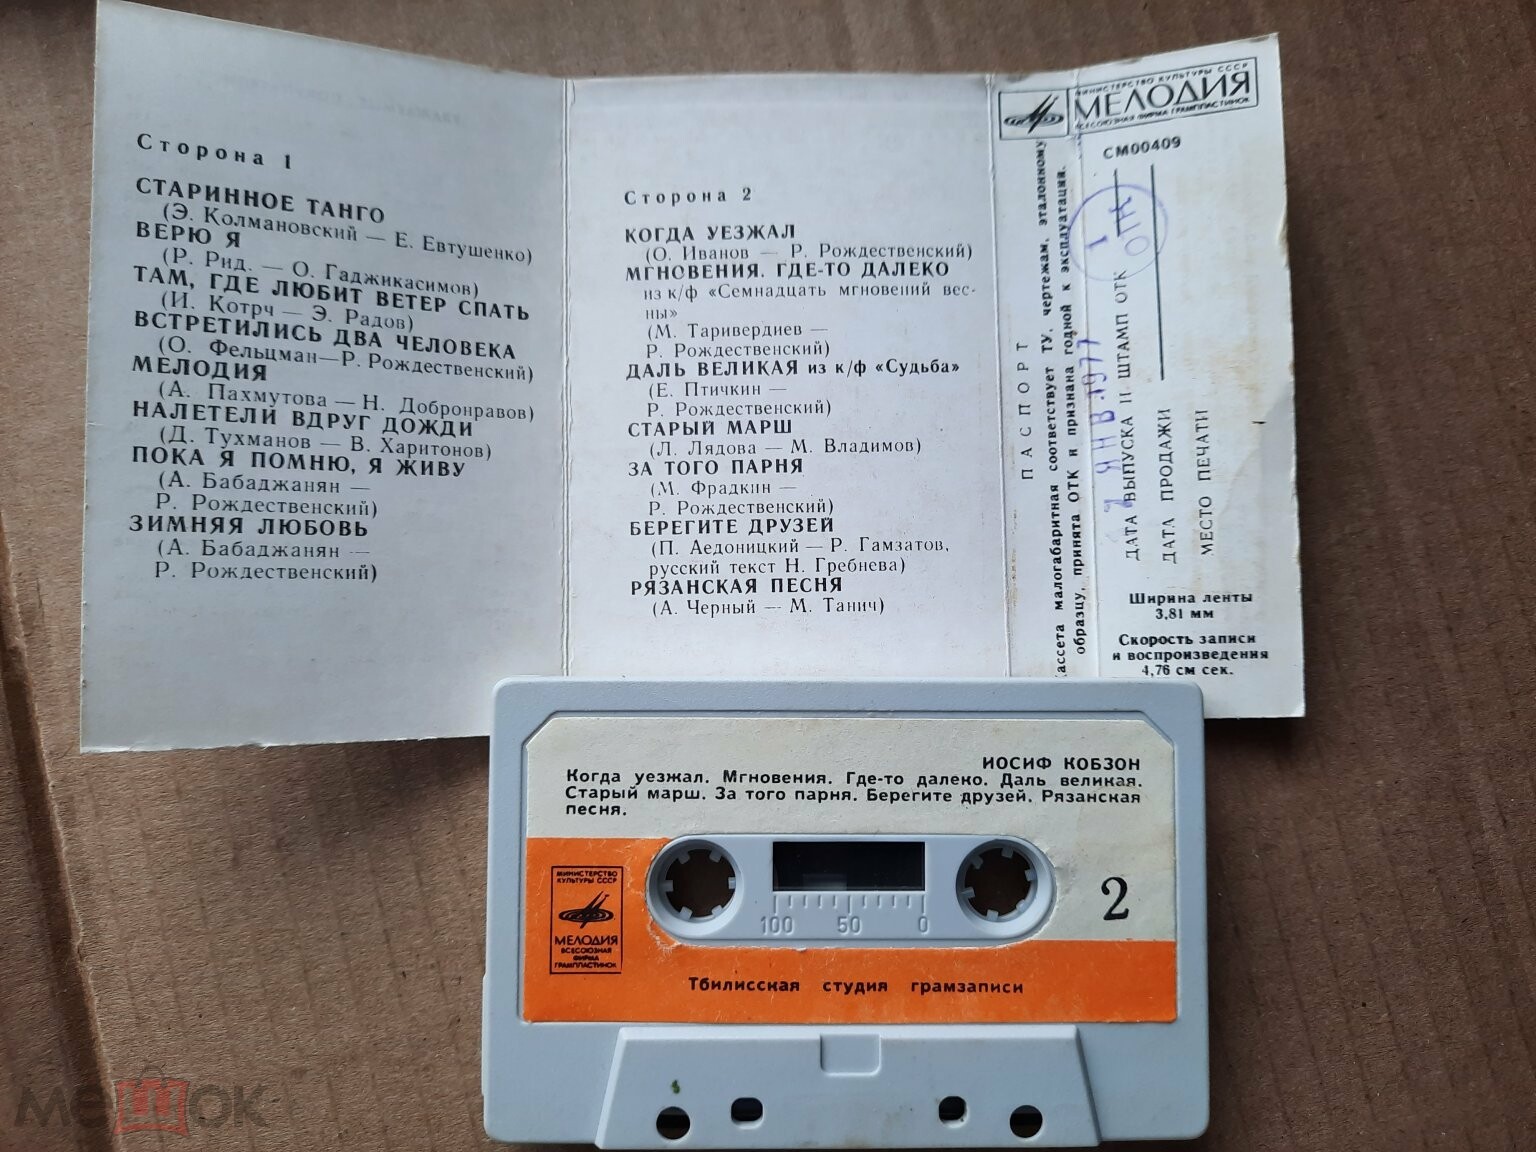 Сторона 1
СТАРИННОЕ ТАНГО
(Э. Колмановский — Е. Евтушенко)
ВЕРЮ Я
(Р. Рид. — О. Гаджикасимов)
ТАМ, ГДЕ ЛЮБИТ ВЕТЕР СПАТЬ
(И. Котрч — Э. Радов)
ВСТРЕТИЛИСЬ ДВА ЧЕЛОВЕКА
(О. Фельцман—Р. Рождественский)
МЕЛОДИЯ
(А. Пахмутова — Н. Добронравов)
НАЛЕТЕЛИ ВДРУГ ДОЖДИ
(Д. Тухманов — В. Харитонов)
ПОКА Я ПОМНЮ, Я ЖИВУ
(А. Бабаджанян —
Р. Рождественский)
ЗИМНЯЯ ЛЮБОВЬ
(А. Бабаджанян —
Р. Рождественский)
Сторона 2
КОГДА УЕЗЖАЛ
(О. Иванов — Р. Рождественский)
МГНОВЕНИЯ. ГДЕ-ТО ДАЛЕКО
из к/ф «Семнадцать мгновений вес-
ны»
(М. Таривердиев —
Р. Рождественский)
ДАЛЬ ВЕЛИКАЯ из к/ф «Судьба»
(Е. Птичкин —
Р. Рождественский)
СТАРЫЙ МАРШ
(Л. Лядова — М. Владимов)
ЗА ТОГО ПАРНЯ
(М. Фрадкин —
Р. Рождественский)
БЕРЕГИТЕ ДРУЗЕЙ
(П. Аедоницкий — Р. Гамзатов,
русский текст Н. Гребнева)
РЯЗАНСКАЯ ПЕСНЯ
(А. Черный — М. Танич)
МИНИСТЕРСТВО КУЛЬТУРЫ СССР
МЕЛОДИЯ
ВСЕСОЮЗНАЯ ФИРМА ГРАМПЛАСТИНОК
СМ00409
ПАСПОРТ
Кассета малогабаритная соответствует ТУ, чертежам, эталонному
образцу, принята ОТК и признана годной к эксплуатации.
ДАТА ВЫПУСКА И ШТАМП ОТК
1
ОТК
ЯНВ 1977
ДАТА ПРОДАЖИ
МЕСТО ПЕЧАТИ
Ширина ленты
3,81 мм
Скорость записи
и воспроизведения
4,76 см сек.
ИОСИФ КОБЗОН
Когда уезжал. Мгновения. Где-то далеко. Даль великая.
Старый марш. За того парня. Берегите друзей. Рязанская
песня.
МИНИСТЕРСТВО
КУЛЬТУРЫ СССР
МЕЛОДИЯ
ВСЕСОЮЗНАЯ
ФИРМА
ГРАМПЛАСТИНОК
100 50 0
2
Тбилисская студия грамзаписи
мешок